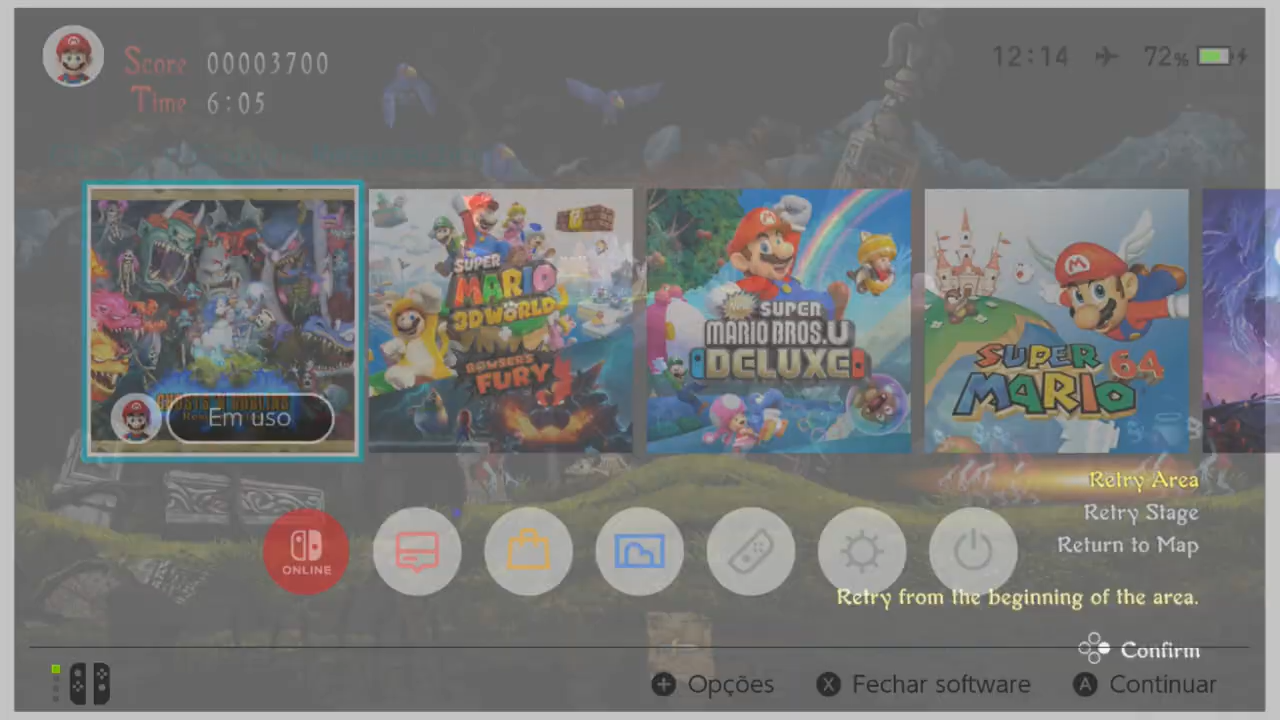 Score 00003700
12:14 72%
Time 6:05
SUPER MARIO 3D WORLD
BOWSER'S FURY
New SUPER MARIO BROS. U DELUXE
SUPER MARIO 64
Em uso
Retry Area
Retry Stage
Return to Map
ONLINE
Retry from the beginning of the area.
Confirm
+ Opções
X Fechar software
A Continuar